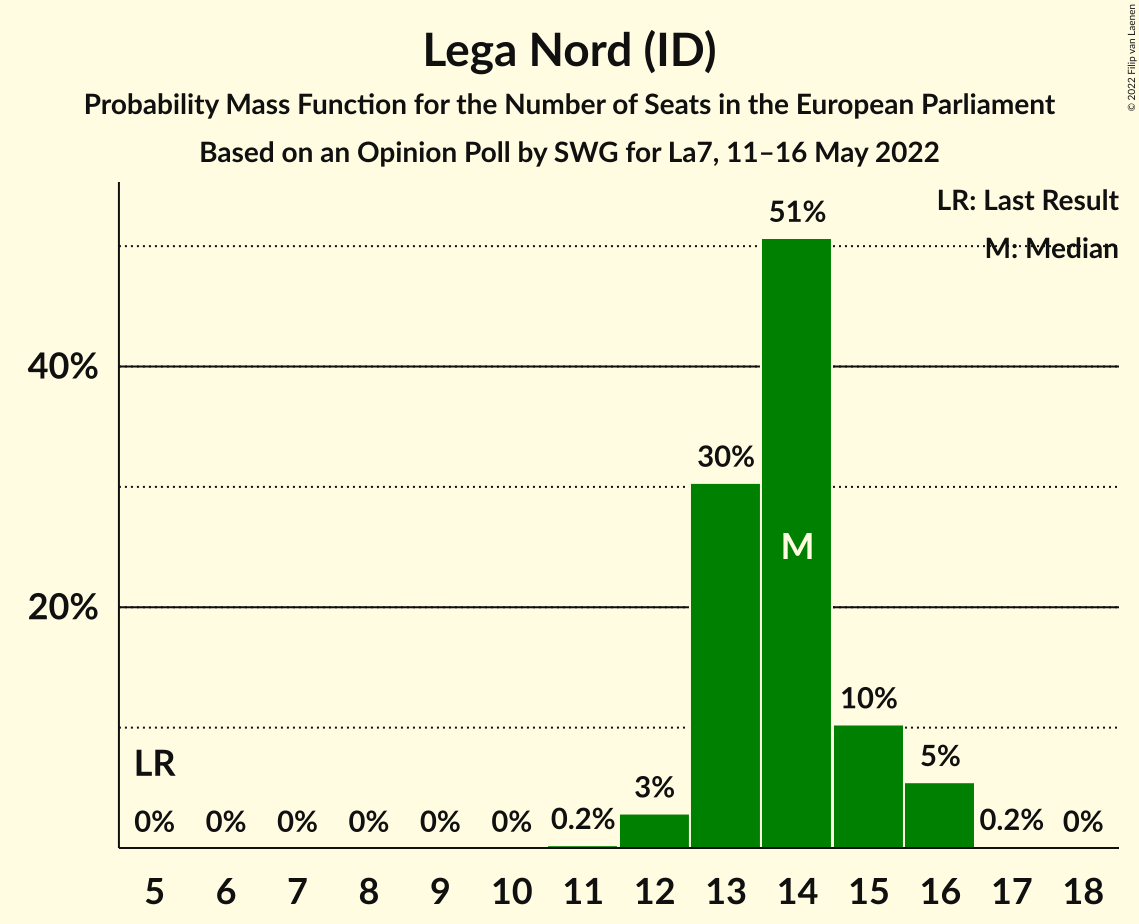 Lega Nord (ID)
Probability Mass Function for the Number of Seats in the European Parliament
Based on an Opinion Poll by SWG for La7, 11–16 May 2022
© 2022 Filip van Laenen
LR: Last Result
M: Median
51%
40%
30%
M
20%
10%
LR
5%
3%
0% 0% 0% 0% 0% 0% 0.2% 0.2% 0%
5 6 7 8 9 10 11 12 13 14 15 16 17 18